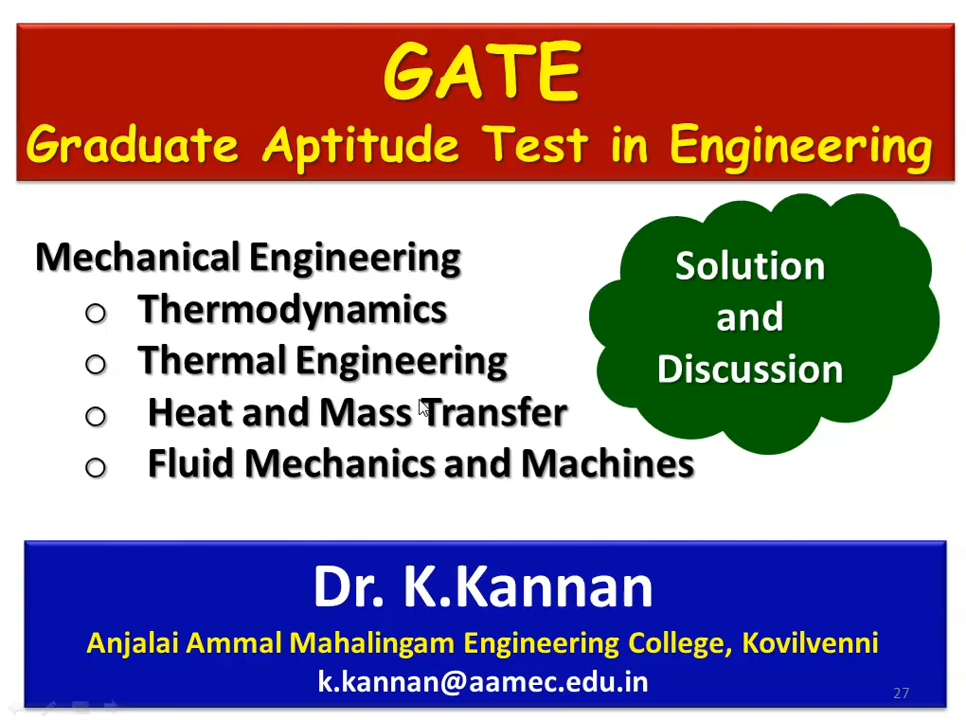 GATE
Graduate Aptitude Test in Engineering
Mechanical Engineering
o Thermodynamics
o Thermal Engineering
o Heat and Mass Transfer
o Fluid Mechanics and Machines
Solution
and
Discussion
Dr. K.Kannan
Anjalai Ammal Mahalingam Engineering College, Kovilvenni
k.kannan@aamec.edu.in
27